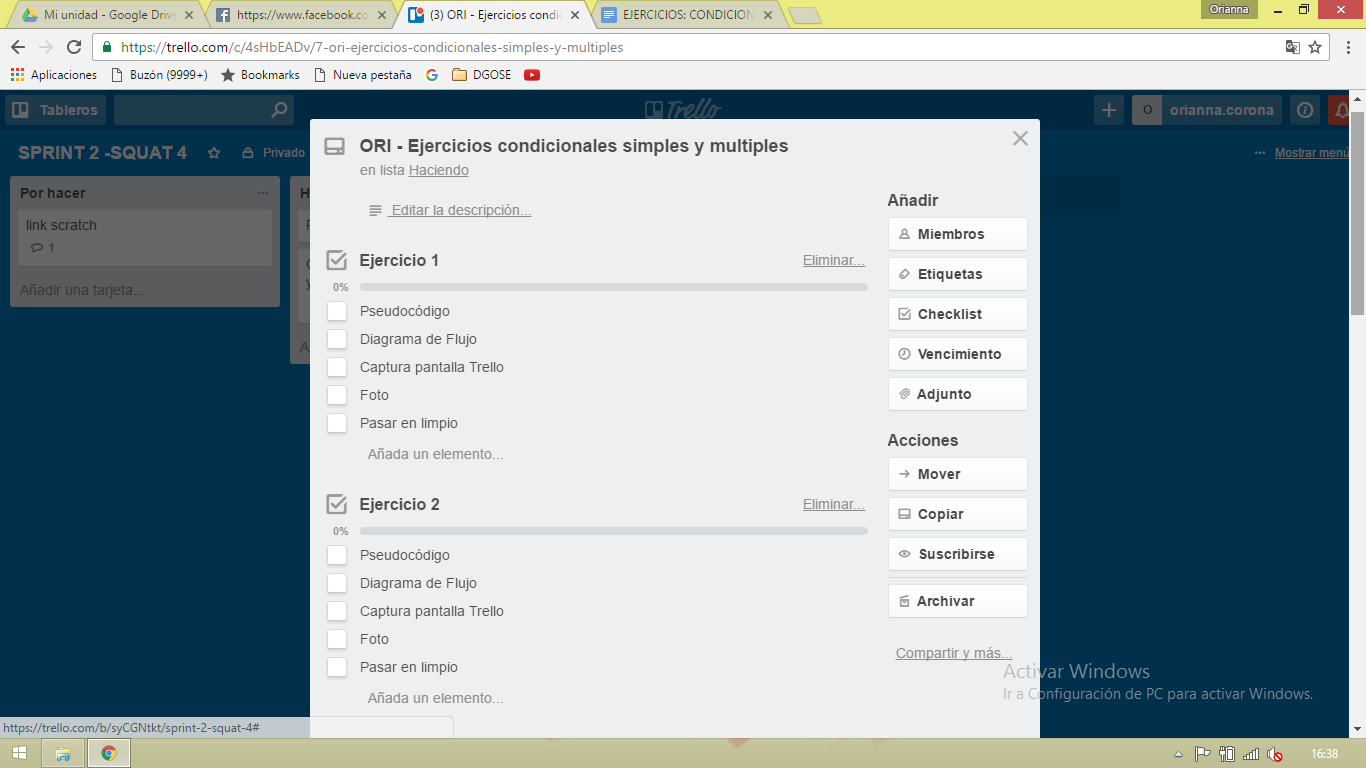 Mi unidad - Google Drive
https://www.facebook.co
(3) ORI - Ejercicios condic
EJERCICIOS: CONDICION
Orianna
https://trello.com/c/4sHbEADv/7-ori-ejercicios-condicionales-simples-y-multiples
Aplicaciones
Buzón (9999+)
Bookmarks
Nueva pestaña
DGOSE
Tableros
Trello
O
orianna.corona
SPRINT 2 -SQUAT 4
Privado
Mostrar menú
Por hacer
link scratch
1
Añadir una tarjeta...
ORI - Ejercicios condicionales simples y multiples
en lista Haciendo
Editar la descripción...
Ejercicio 1
Eliminar...
0%
Pseudocódigo
Diagrama de Flujo
Captura pantalla Trello
Foto
Pasar en limpio
Añada un elemento...
Ejercicio 2
Eliminar...
0%
Pseudocódigo
Diagrama de Flujo
Captura pantalla Trello
Foto
Pasar en limpio
Añada un elemento...
Añadir
Miembros
Etiquetas
Checklist
Vencimiento
Adjunto
Acciones
Mover
Copiar
Suscribirse
Archivar
Compartir y más...
Activar Windows
Ir a Configuración de PC para activar Windows.
https://trello.com/b/syCGNtkt/sprint-2-squat-4#
16:38